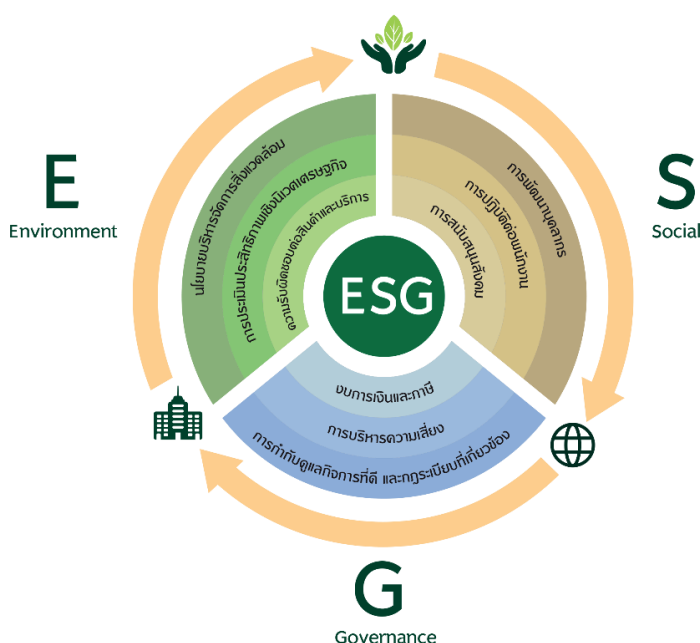 E
Environment
นโยบายบริหารจัดการสิ่งแวดล้อม
การประเมินประสิทธิภาพเชิงนิเวศเศรษฐกิจ
ความรับผิดชอบต่อสินค้าและบริการ
S
Social
การพัฒนาบุคลากร
การปฏิบัติต่อพนักงาน
การสนับสนุนสังคม
ESG
งบการเงินและภาษี
การบริหารความเสี่ยง
การกำกับดูแลกิจการที่ดี และกฎระเบียบที่เกี่ยวข้อง
G
Governance